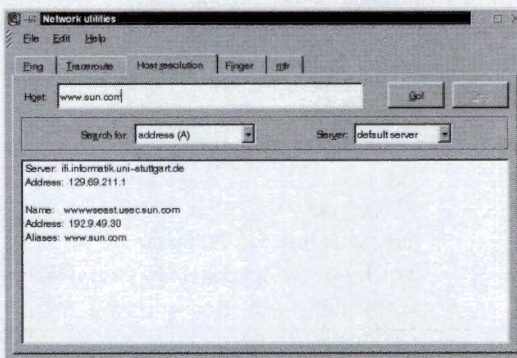 Network utilities
File Edit Help
Ping Traceroute Host resolution Finger mtr
Host: www.sun.com Go!
Search for: address (A) Server: default server
Server: ifi.informatik.uni-stuttgart.de
Address: 129.69.211.1
Name: wwwwseast.usec.sun.com
Address: 192.9.49.30
Aliases: www.sun.com